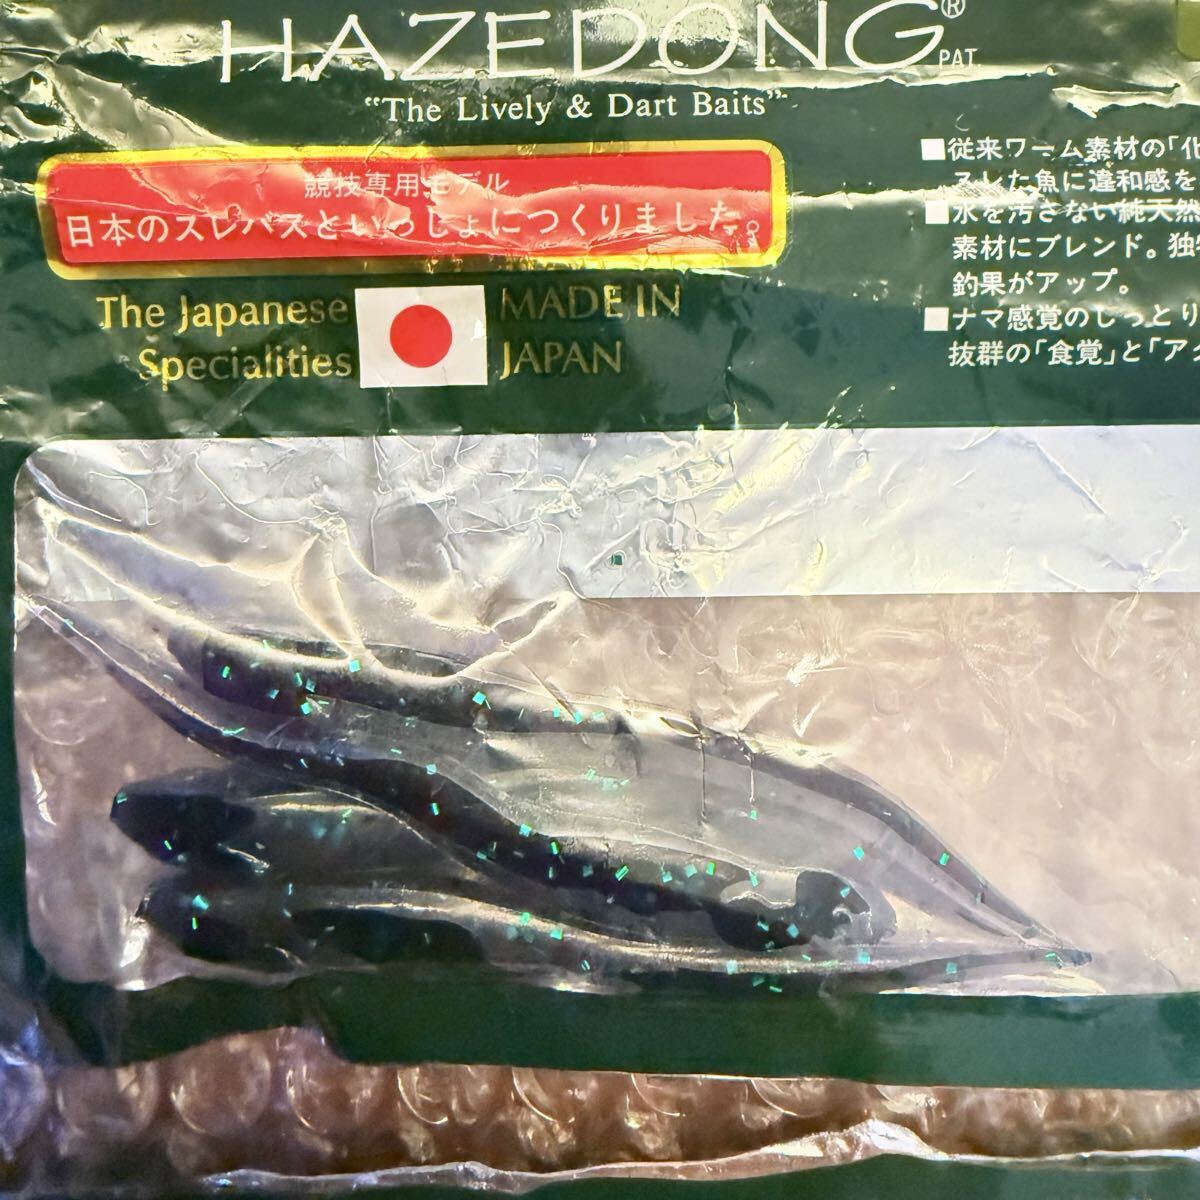 HAZEDONG®
PAT.
"The Lively & Dart Baits"
競技専用モデル
日本のスレバスといっしょにつくりました。
The Japanese
Specialities
MADE IN
JAPAN
■従来ワーム素材の「化
スレた魚に違和感を
■水を汚さない純天然
素材にブレンド。独特
釣果がアップ。
■ナマ感覚のしっとり
抜群の「食覚」と「アイ